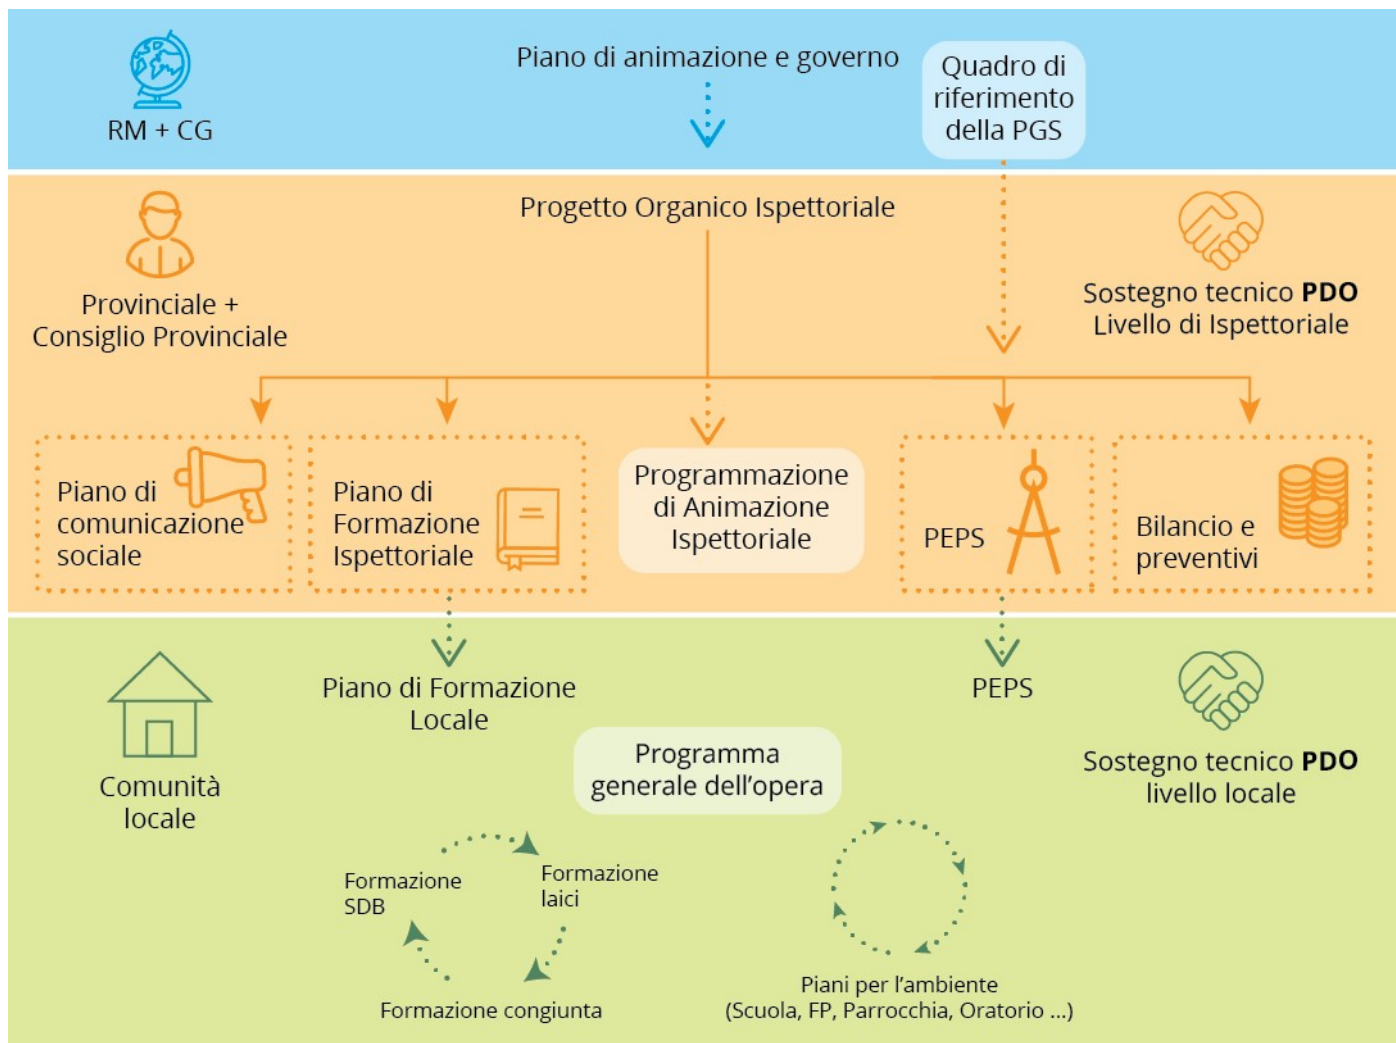 RM + CG
Piano di animazione e governo
Quadro di
riferimento
della PGS
Provinciale +
Consiglio Provinciale
Progetto Organico Ispettoriale
Sostegno tecnico PDO
Livello di Ispettoriale
Piano di
comunicazione
sociale
Piano di
Formazione
Ispettoriale
Programmazione
di Animazione
Ispettoriale
PEPS
Bilancio e
preventivi
Comunità
locale
Piano di Formazione
Locale
PEPS
Programma
generale dell’opera
Sostegno tecnico PDO
livello locale
Formazione
SDB
Formazione
laici
Formazione congiunta
Piani per l’ambiente
(Scuola, FP, Parrocchia, Oratorio ...)